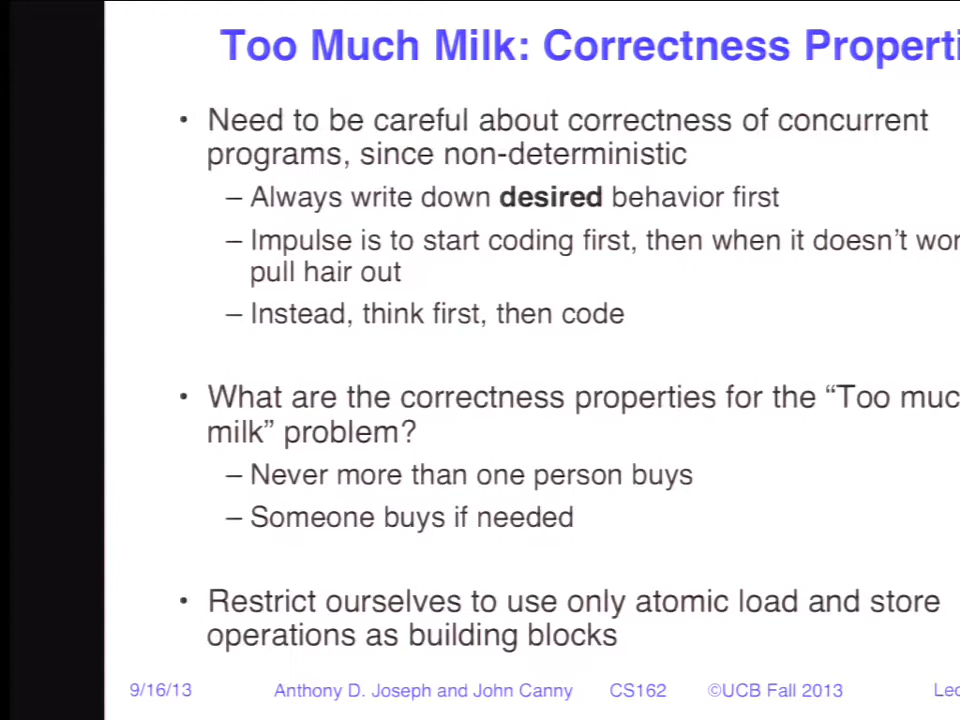 Too Much Milk: Correctness Properti
• Need to be careful about correctness of concurrent
programs, since non-deterministic
– Always write down desired behavior first
– Impulse is to start coding first, then when it doesn’t wor
pull hair out
– Instead, think first, then code
• What are the correctness properties for the “Too muc
milk” problem?
– Never more than one person buys
– Someone buys if needed
• Restrict ourselves to use only atomic load and store
operations as building blocks
9/16/13 Anthony D. Joseph and John Canny CS162 ©UCB Fall 2013 Lec